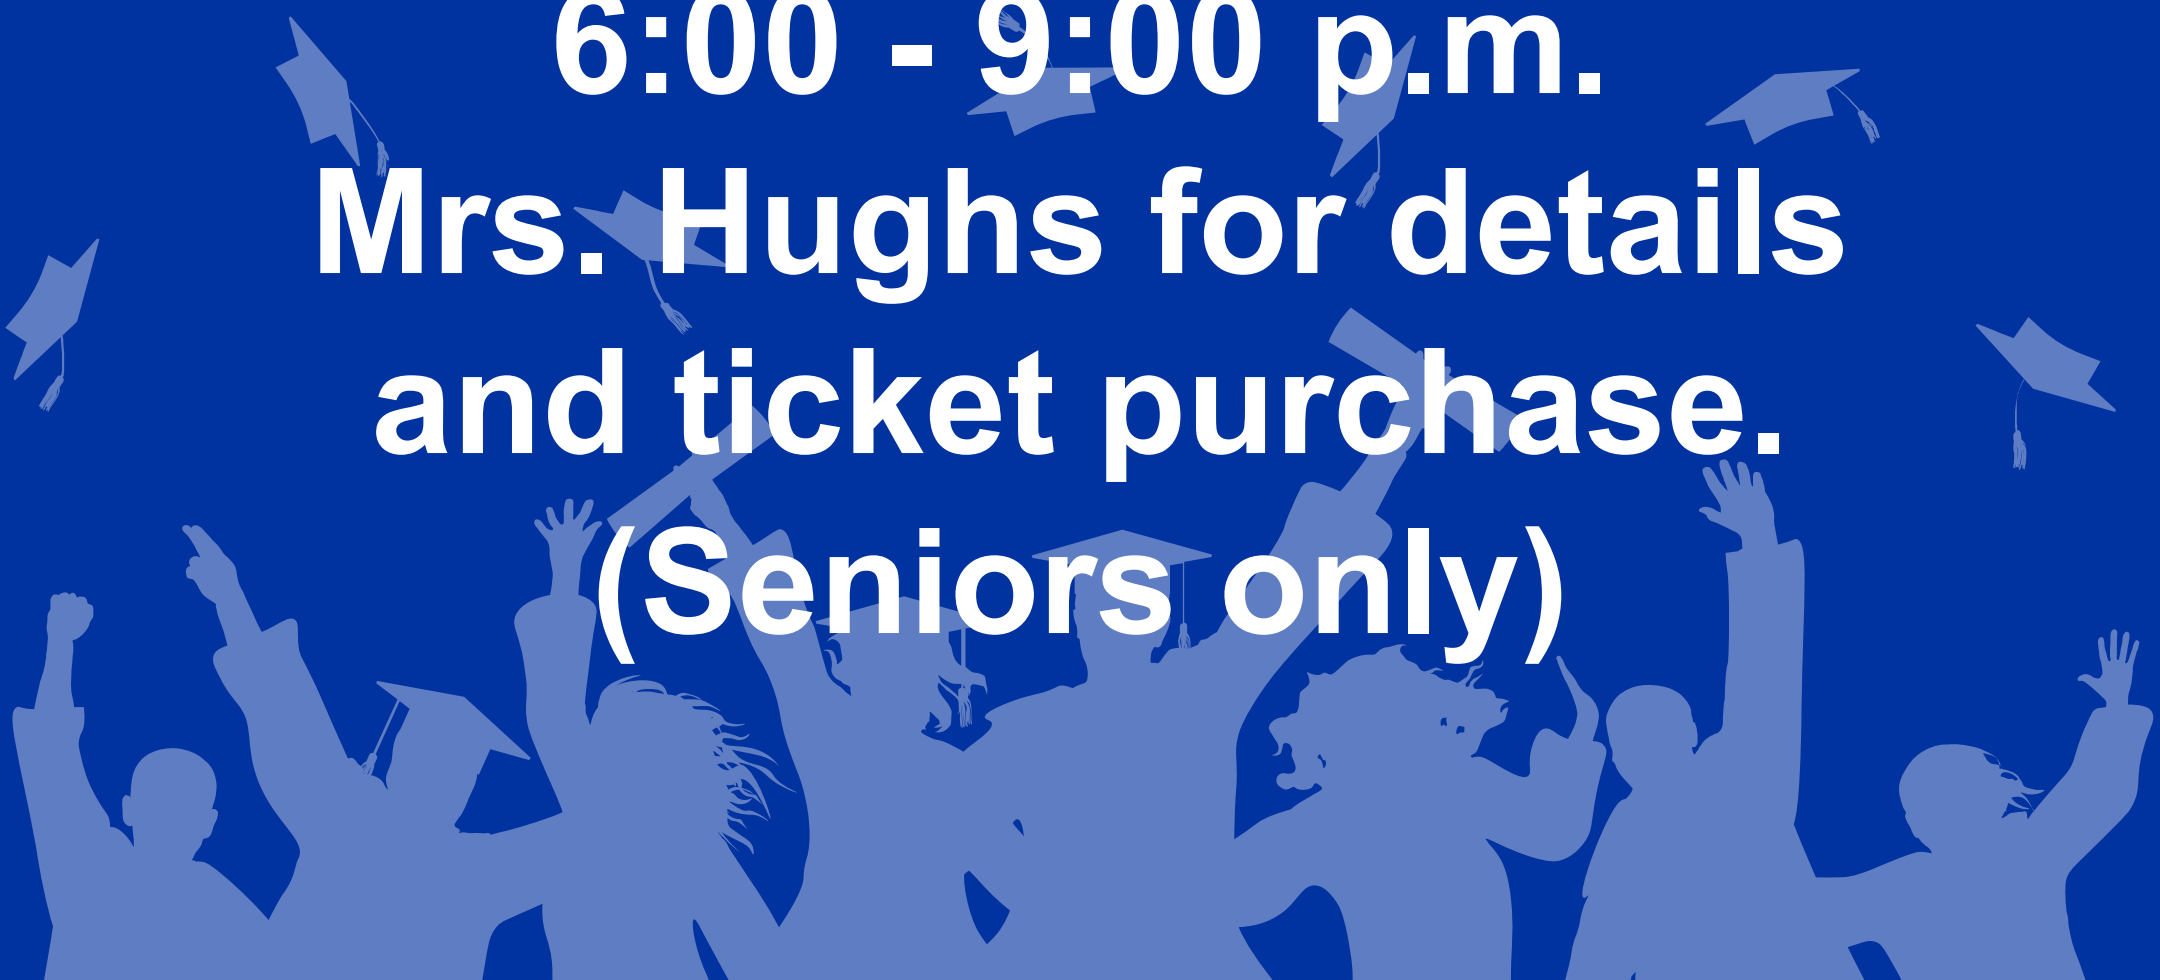 6:00 - 9:00 p.m.
Mrs. Hughs for details
and ticket purchase.
(Seniors only)